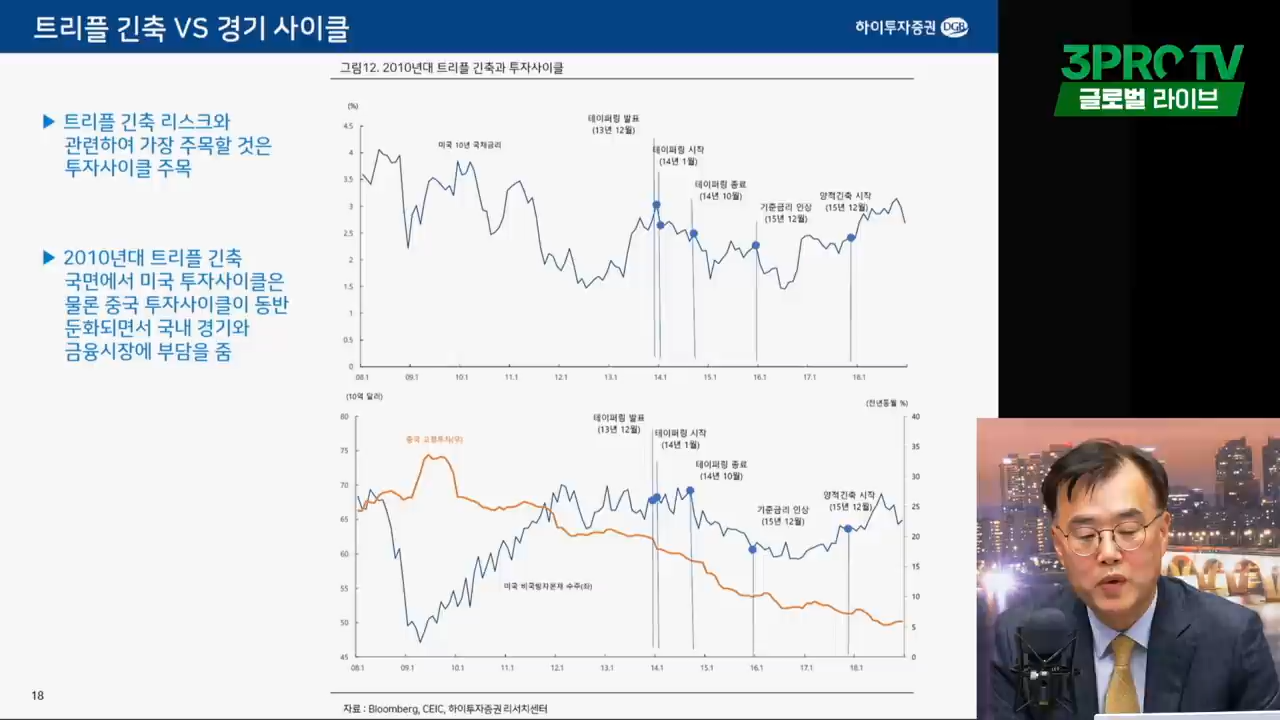 트리플 긴축 VS 경기 사이클
하이투자증권 DGB
3PRO TV
글로벌 라이브
▶ 트리플 긴축 리스크와
관련하여 가장 주목할 것은
투자사이클 주목
▶ 2010년대 트리플 긴축
국면에서 미국 투자사이클은
물론 중국 투자사이클이 동반
둔화되면서 국내 경기와
금융시장에 부담을 줌
그림12. 2010년대 트리플 긴축과 투자사이클
(%)
4.5
4
3.5
3
2.5
2
1.5
1
0.5
0
미국 10년 국채금리
테이퍼링 발표
(13년 12월)
테이퍼링 시작
(14년 1월)
테이퍼링 종료
(14년 10월)
기준금리 인상
(15년 12월)
양적긴축 시작
(15년 12월)
08.1 09.1 10.1 11.1 12.1 13.1 14.1 15.1 16.1 17.1 18.1
(10억 달러)
(전년동월 %)
80
75
70
65
60
55
50
45
중국 고정투자(우)
미국 비국방자본재 수주(좌)
테이퍼링 발표
(13년 12월)
테이퍼링 시작
(14년 1월)
테이퍼링 종료
(14년 10월)
기준금리 인상
(15년 12월)
양적긴축 시작
(15년 12월)
40
35
30
25
20
15
10
5
0
08.1 09.1 10.1 11.1 12.1 13.1 14.1 15.1 16.1 17.1 18.1
자료 : Bloomberg, CEIC, 하이투자증권 리서치센터
18